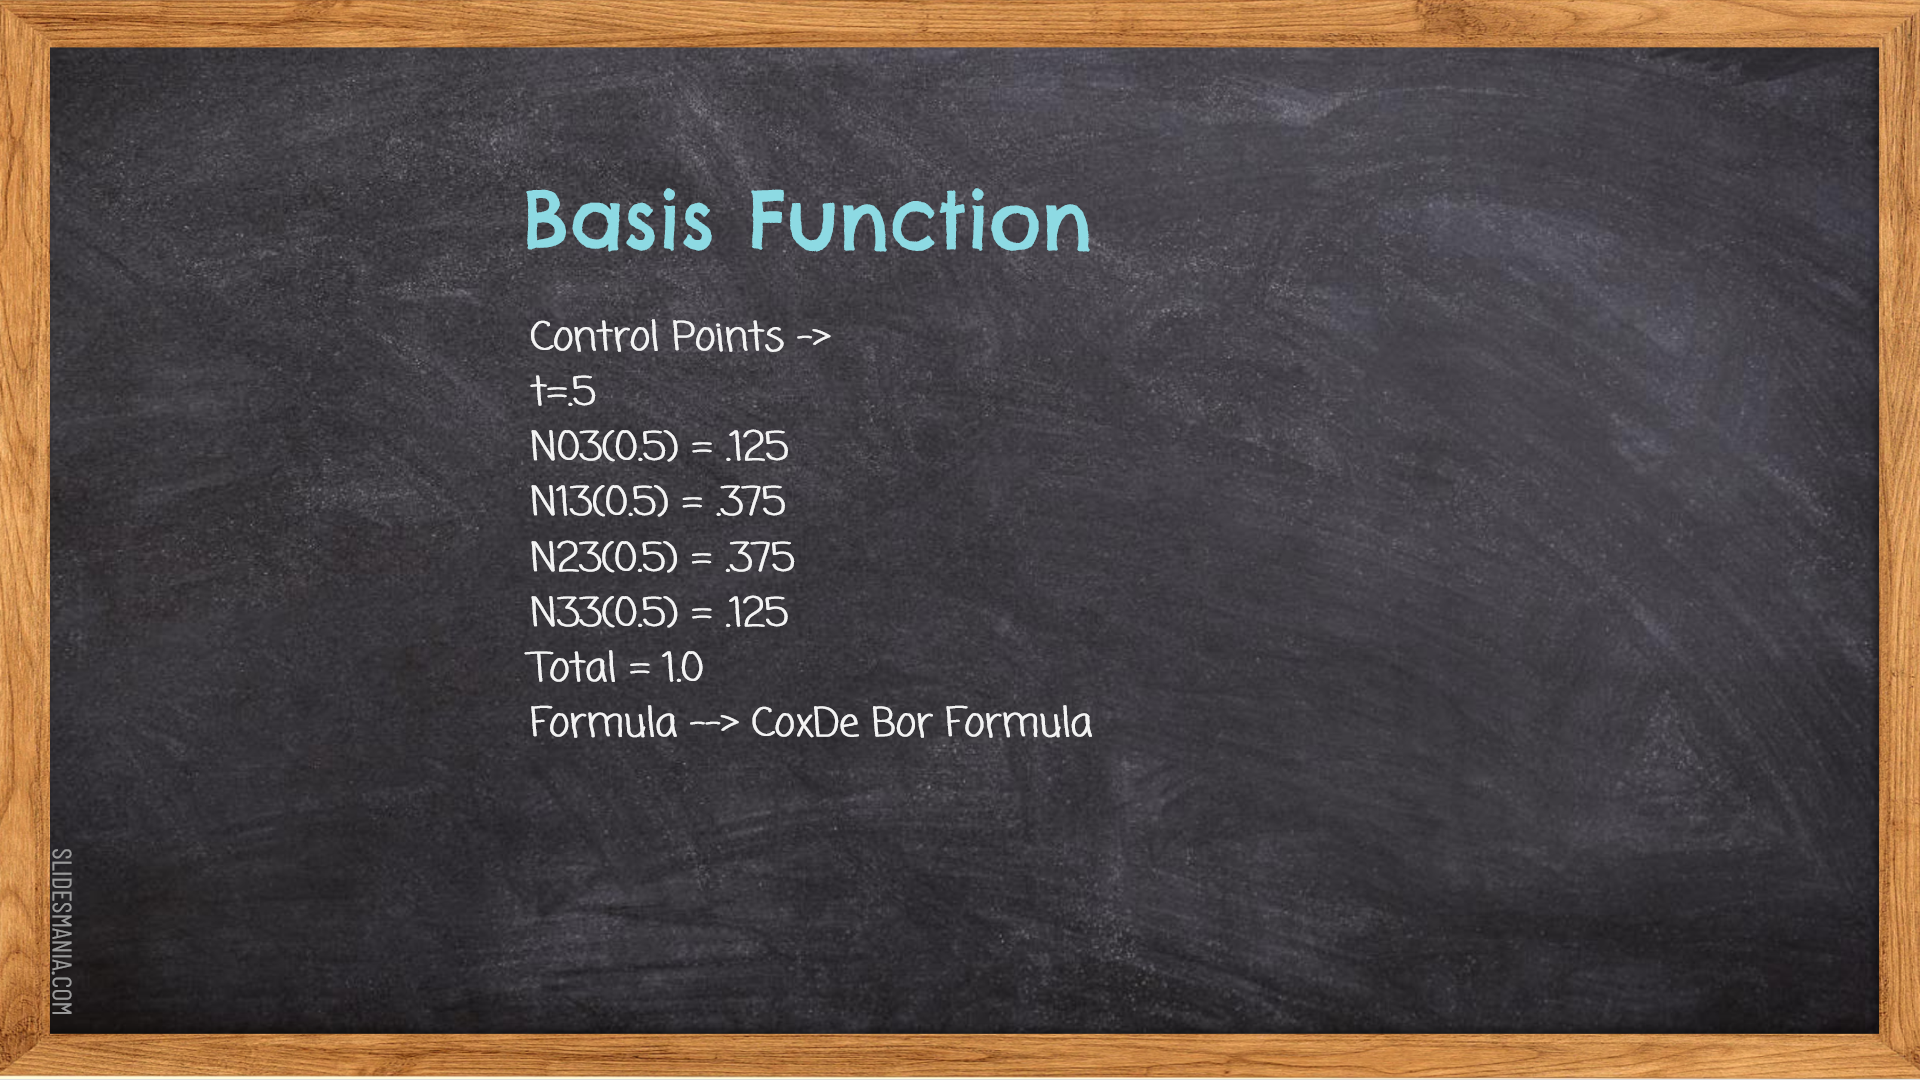 Basis Function
Control Points ->
t=.5
N03(0.5) = .125
N13(0.5) = .375
N23(0.5) = .375
N33(0.5) = .125
Total = 1.0
Formula --> CoxDe Bor Formula
SLIDESMANIA.COM